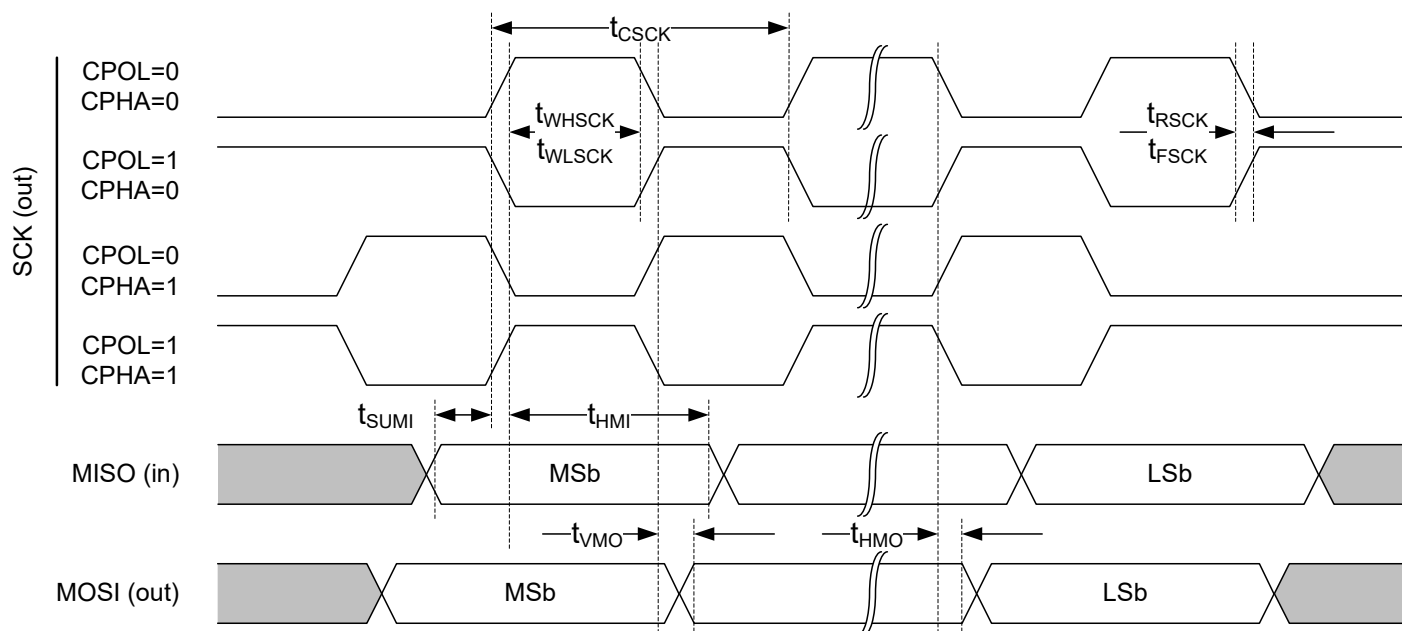 tCSCK
CPOL=0
CPHA=0
tWHSCK
tWLSCK
tRSCK
tFSCK
CPOL=1
CPHA=0
SCK (out)
CPOL=0
CPHA=1
CPOL=1
CPHA=1
tSUMI
tHMI
MISO (in)
MSb
LSb
tVMO
tHMO
MOSI (out)
MSb
LSb